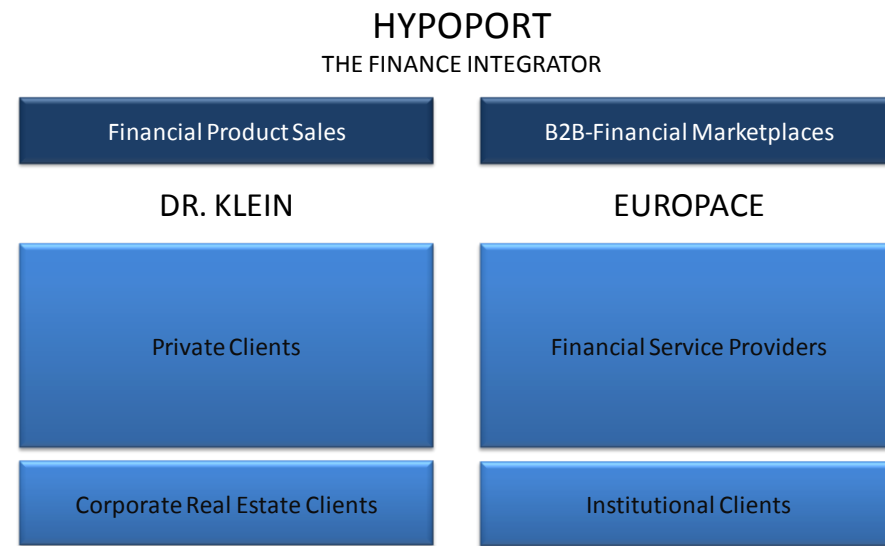 HYPOPORT
THE FINANCE INTEGRATOR
Financial Product Sales
B2B-Financial Marketplaces
DR. KLEIN
EUROPACE
Private Clients
Financial Service Providers
Corporate Real Estate Clients
Institutional Clients